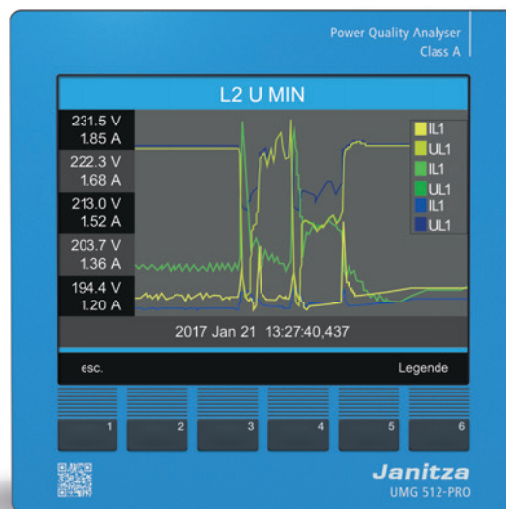 Power Quality Analyser
Class A
L2 U MIN
231.5 V
1.85 A
222.3 V
1.68 A
213.0 V
1.52 A
203.7 V
1.36 A
194.4 V
1.20 A
IL1
UL1
IL1
UL1
IL1
UL1
2017 Jan 21 13:27:40,437
esc.
Legende
1
2
3
4
5
6
Janitza
UMG 512-PRO